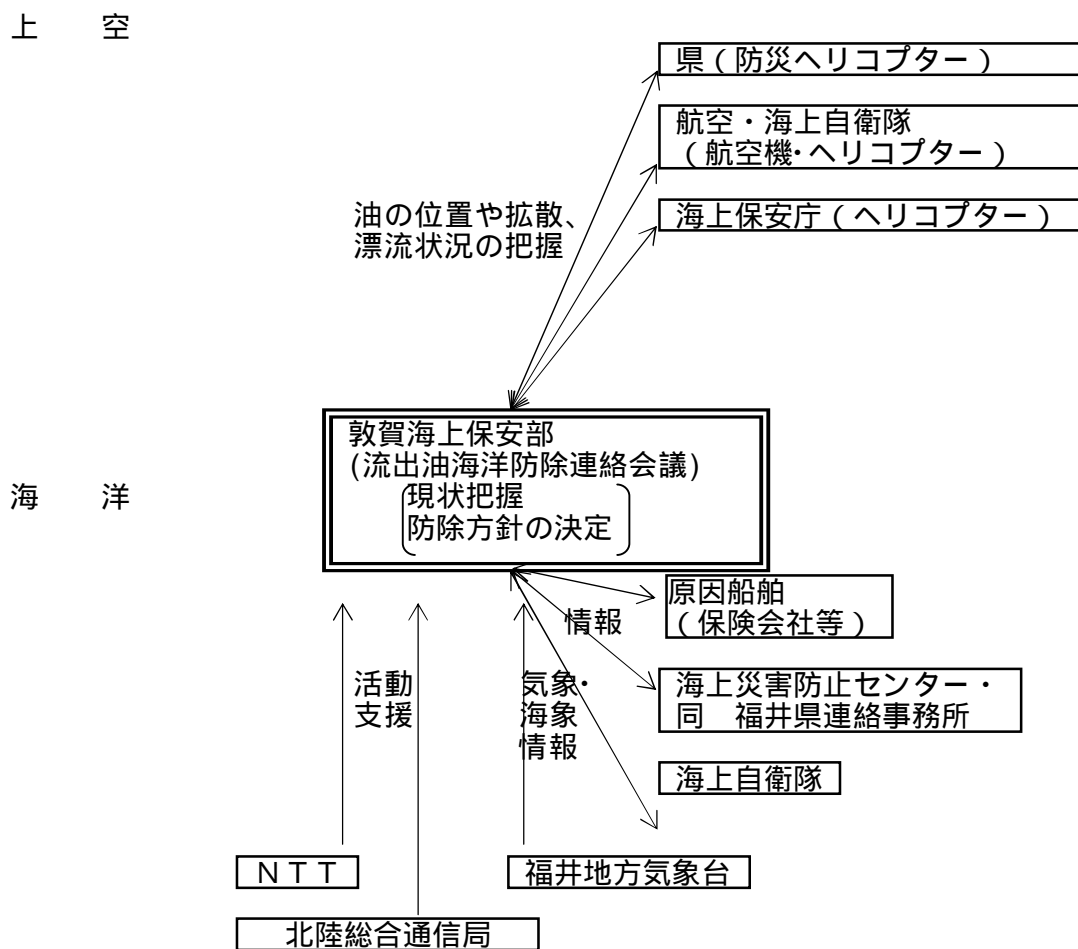 上　　空
県（防災ヘリコプター）
航空・海上自衛隊
（航空機・ヘリコプター）
海上保安庁（ヘリコプター）
油の位置や拡散、
漂流状況の把握
敦賀海上保安部
(流出油海洋防除連絡会議)
現状把握
防除方針の決定
海　　洋
原因船舶
（保険会社等）
情報
海上災害防止センター・
同　福井県連絡事務所
活動
支援
気象・
海象
情報
海上自衛隊
ＮＴＴ
福井地方気象台
北陸総合通信局